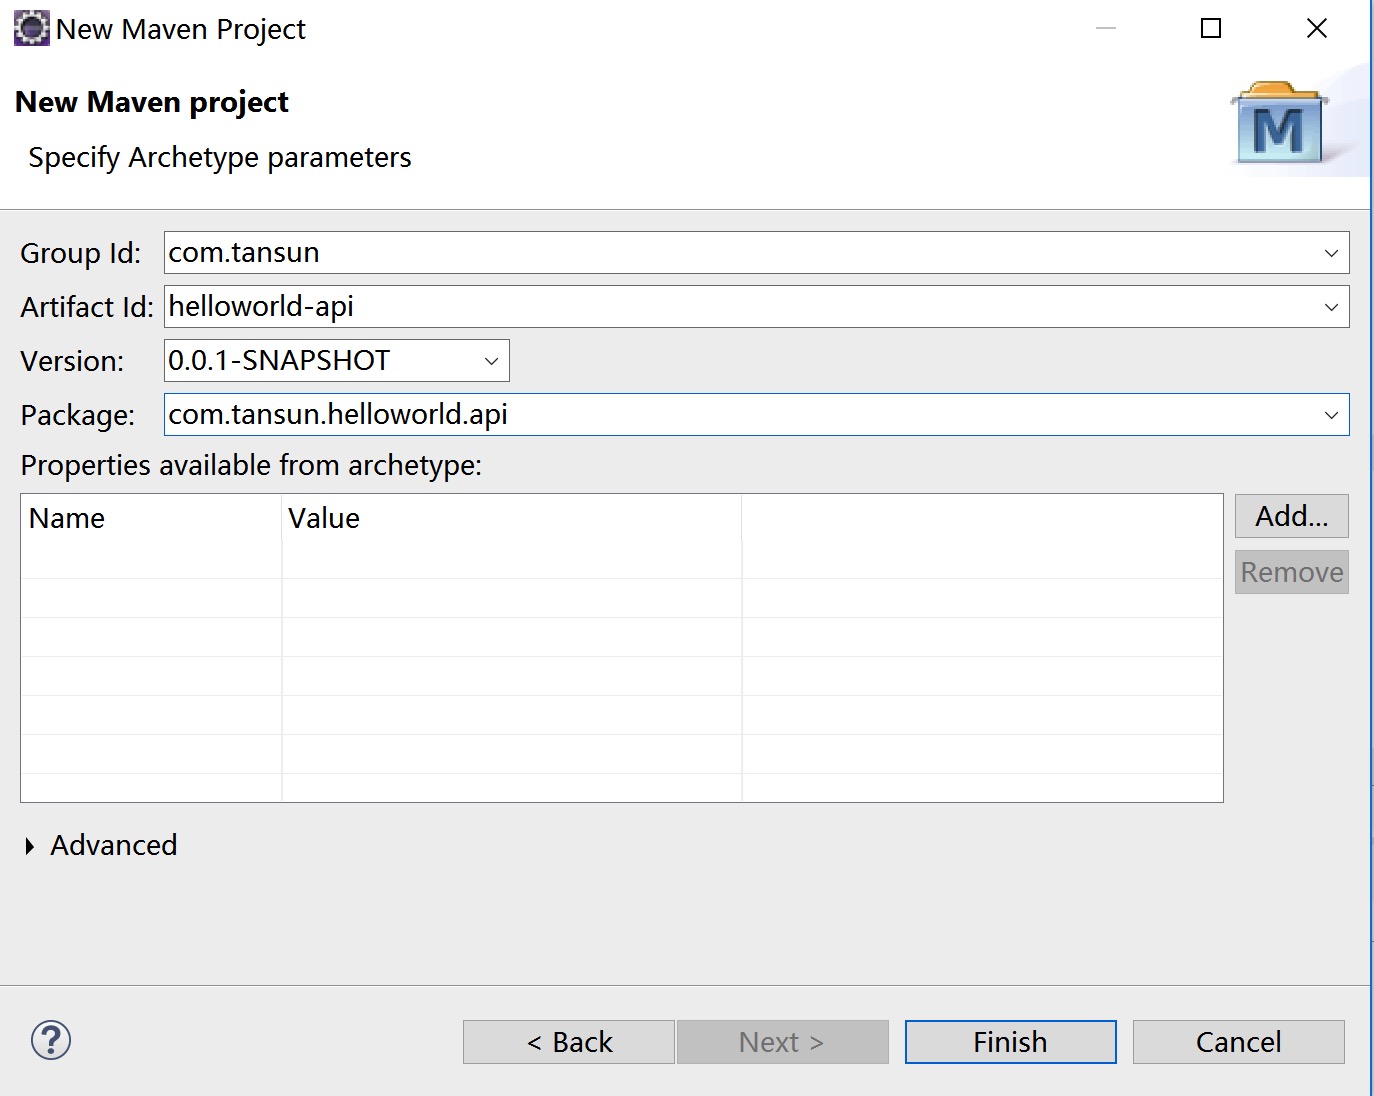 New Maven Project
New Maven project
Specify Archetype parameters
M
Group Id: com.tansun
Artifact Id: helloworld-api
Version: 0.0.1-SNAPSHOT
Package: com.tansun.helloworld.api
Properties available from archetype:
Name Value
Add...
Remove
Advanced
? < Back Next > Finish Cancel